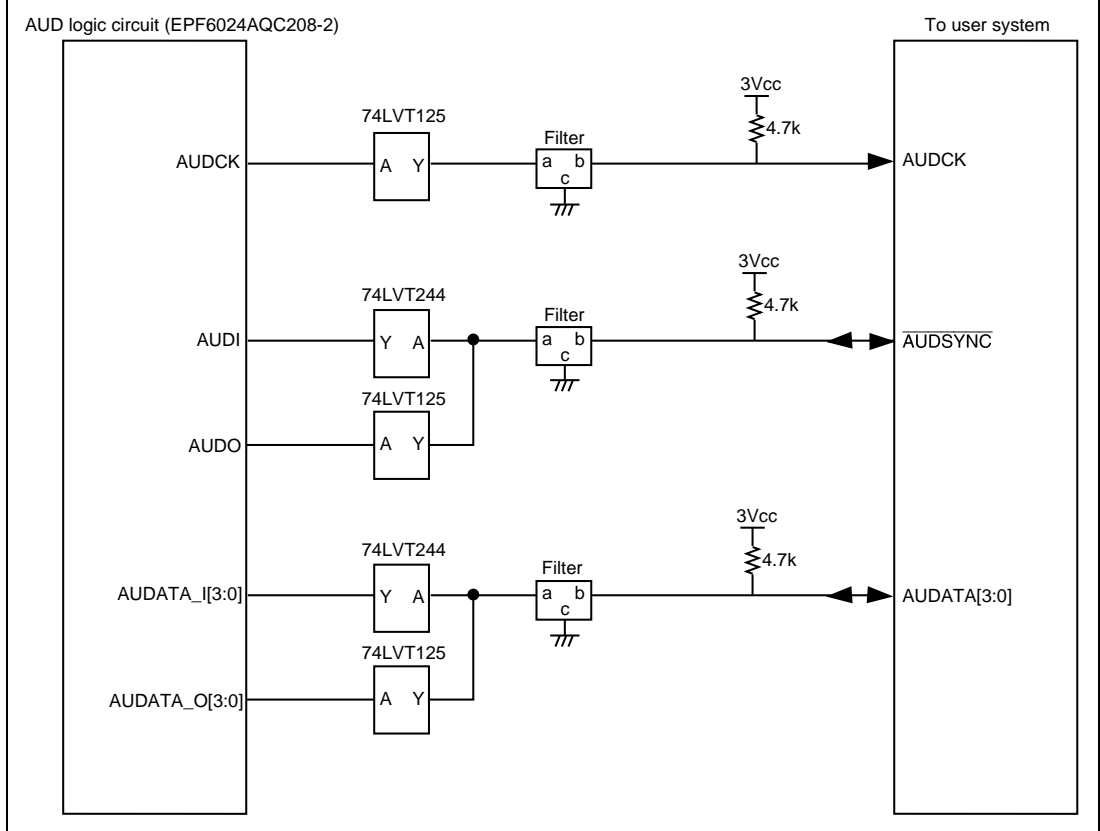 AUD logic circuit (EPF6024AQC208-2)
To user system
3Vcc
74LVT125
4.7k
Filter
AUDCK
A Y
a b
c
AUDCK
3Vcc
74LVT244
4.7k
Filter
AUDI
Y A
a b
c
AUDSYNC
74LVT125
AUDO
A Y
3Vcc
74LVT244
4.7k
Filter
AUDATA_I[3:0]
Y A
a b
c
AUDATA[3:0]
74LVT125
AUDATA_O[3:0]
A Y